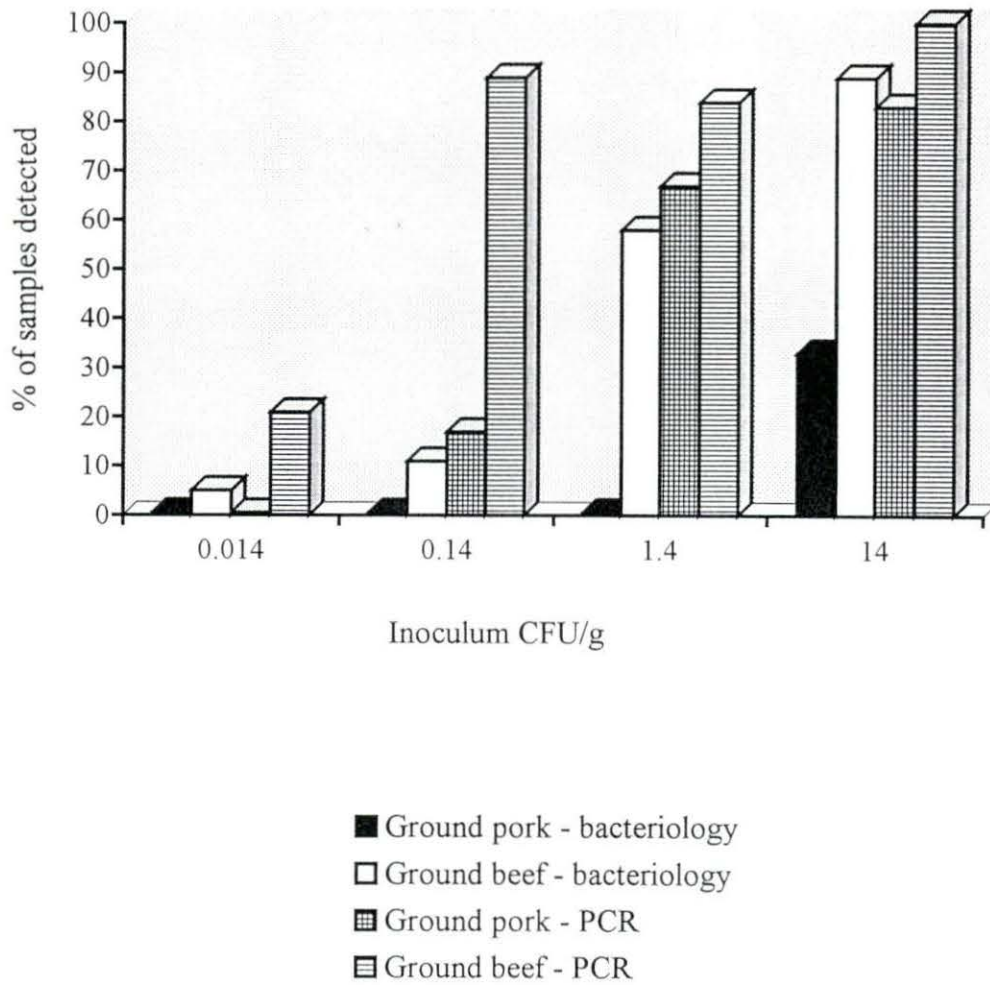 100
90
80
70
60
50
40
30
20
10
0
% of samples detected
0.014 0.14 1.4 14
Inoculum CFU/g
Ground pork - bacteriology
Ground beef - bacteriology
Ground pork - PCR
Ground beef - PCR